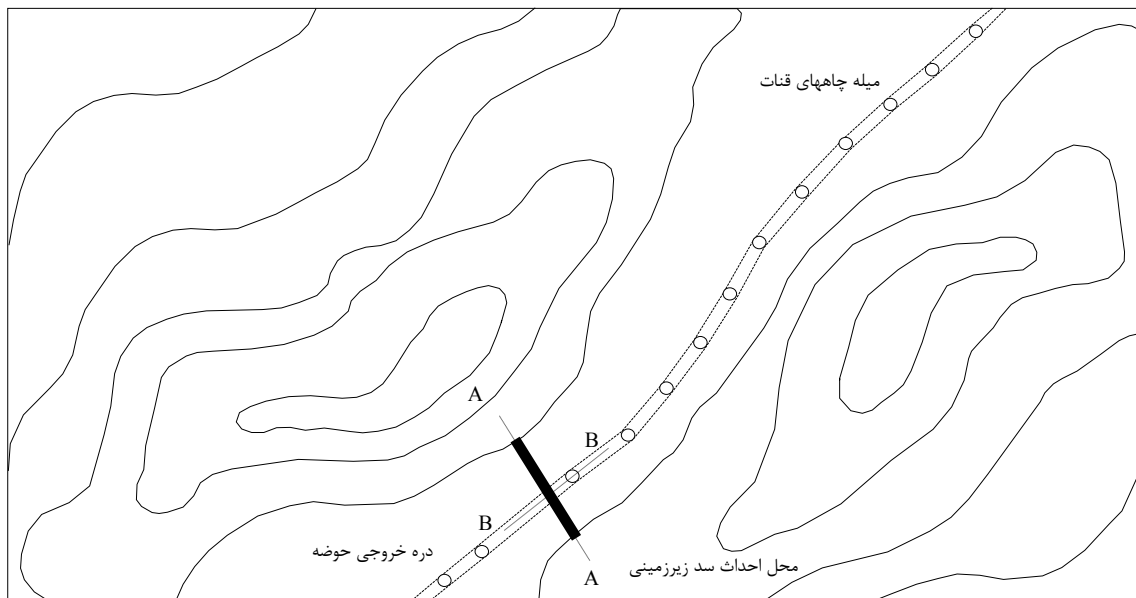 میله چاههای قنات
A
B
B
دره خروجی حوضه
محل احداث سد زیرزمینی
A